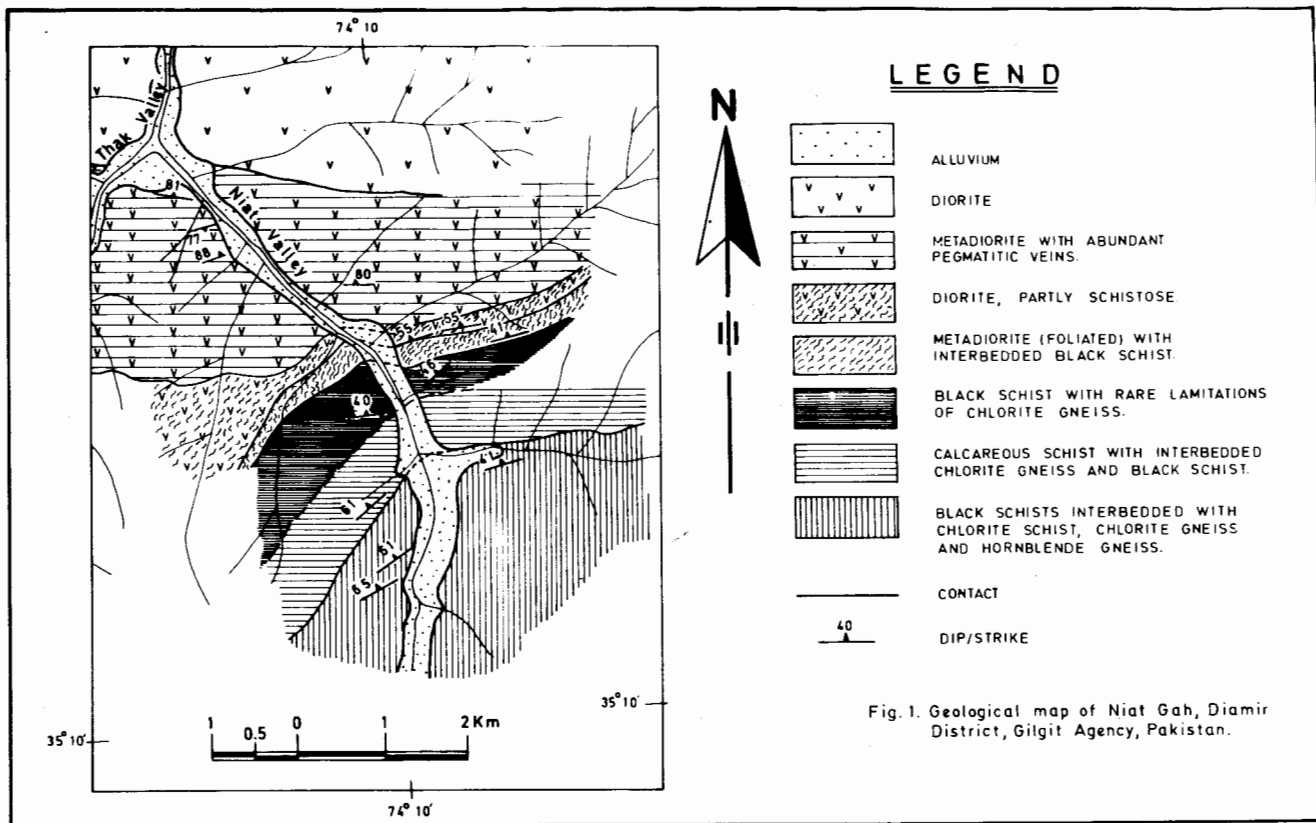 74° 10
Thak Valley
Niat Valley
81
77
88
80
55
55
41
46
40
41
61
61
65
35° 10'
35° 10'
1 0.5 0 1 2 Km
74° 10'
N
LEGEND
ALLUVIUM
DIORITE
METADIORITE WITH ABUNDANT
PEGMATITIC VEINS.
DIORITE, PARTLY SCHISTOSE
METADIORITE (FOLIATED) WITH
INTERBEDDED BLACK SCHIST.
BLACK SCHIST WITH RARE LAMITATIONS
OF CHLORITE GNEISS.
CALCAREOUS SCHIST WITH INTERBEDDED
CHLORITE GNEISS AND BLACK SCHIST.
BLACK SCHISTS INTERBEDDED WITH
CHLORITE SCHIST, CHLORITE GNEISS
AND HORNBLENDE GNEISS.
CONTACT
40
DIP/STRIKE
Fig. 1. Geological map of Niat Gah, Diamir
District, Gilgit Agency, Pakistan.